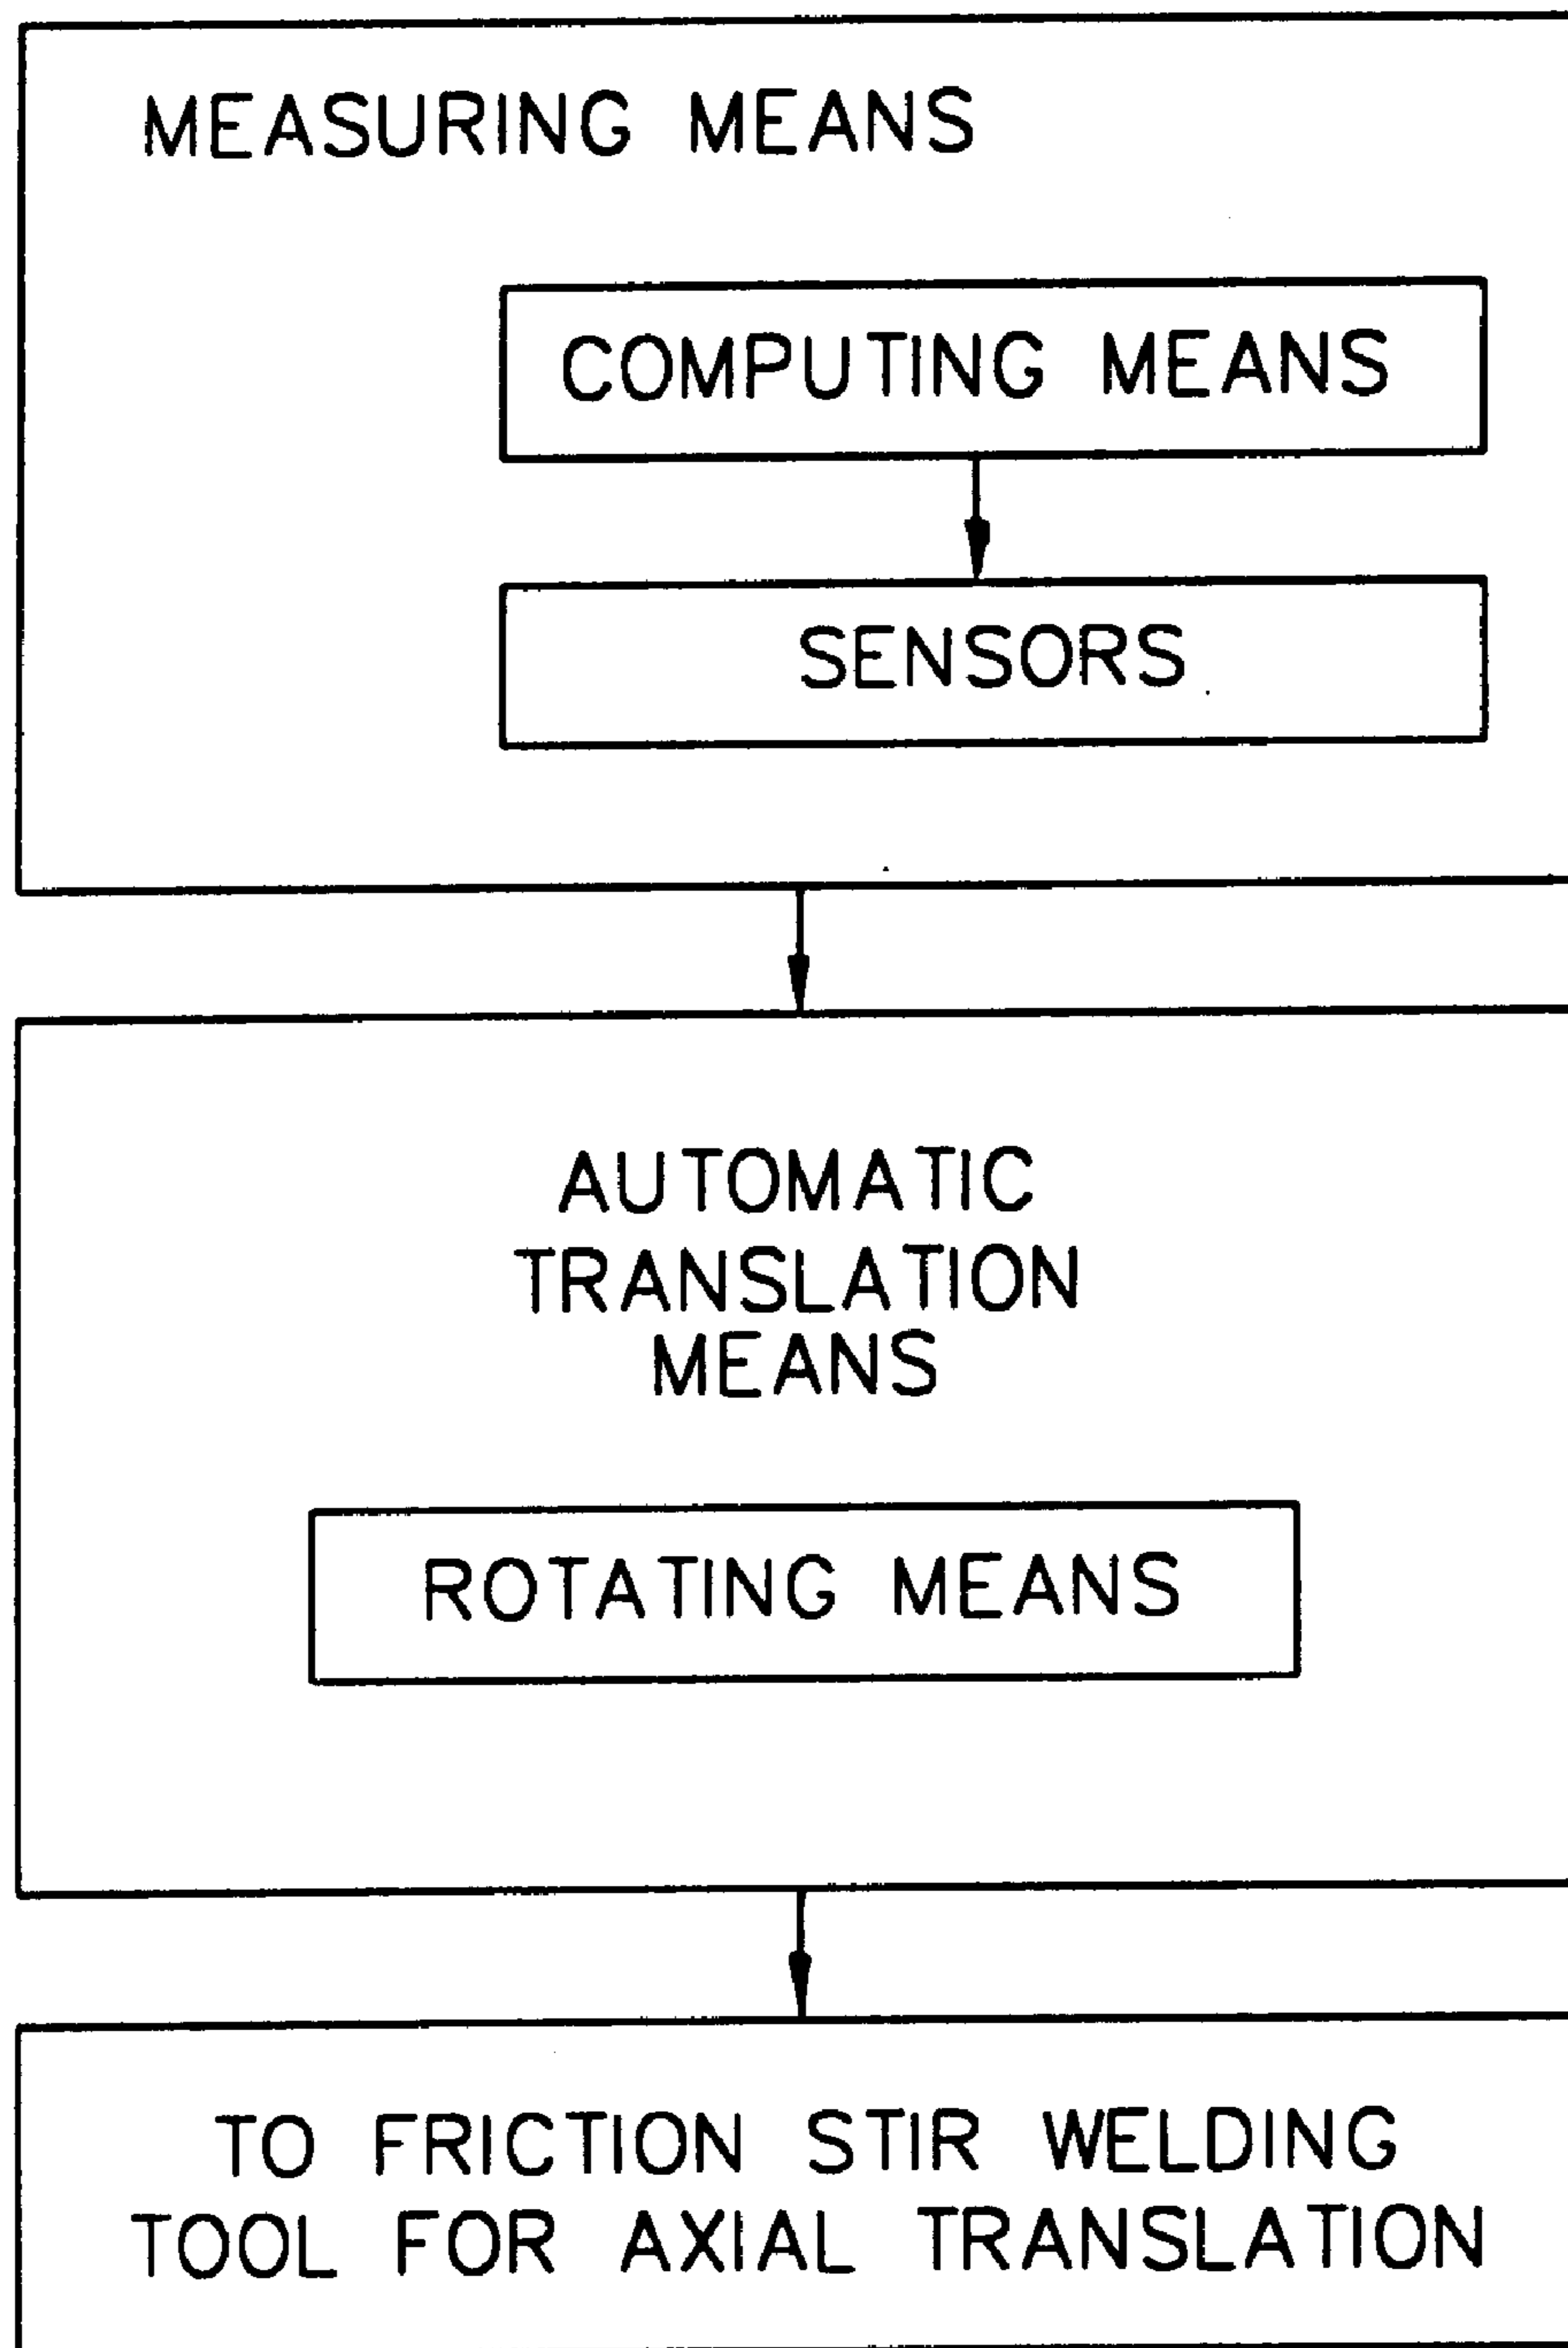 MEASURING MEANS
COMPUTING MEANS
SENSORS
AUTOMATIC
TRANSLATION
MEANS
ROTATING MEANS
TO FRICTION STIR WELDING
TOOL FOR AXIAL TRANSLATION